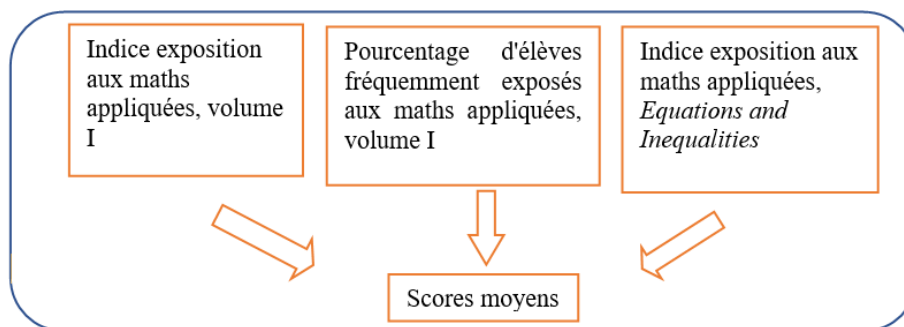 Indice exposition
aux maths
appliquées, volume
I
Pourcentage d'élèves
fréquemment exposés
aux maths appliquées,
volume I
Indice exposition aux
maths appliquées,
Equations and
Inequalities
Scores moyens